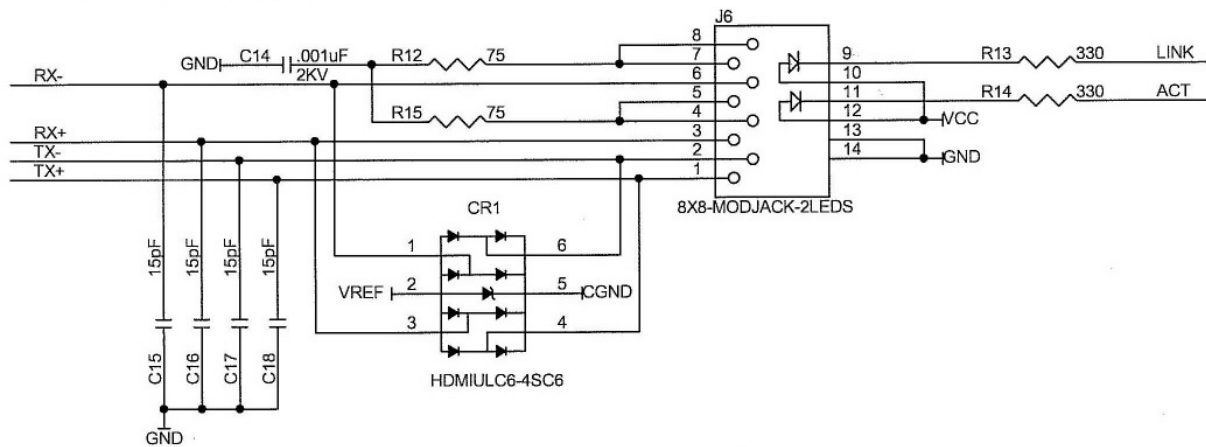 J6
8
C14 .001uF R12 75 7 9 R13 330 LINK
GND 2KV 6 10
RX- 5 11 R14 330 ACT
R15 75 4 12 VCC
RX+ 3 13
TX- 2 14 GND
TX+ 1
8X8-MODJACK-2LEDS
CR1
15pF 15pF 15pF 15pF
1 6
VREF 2 5 CGND
3 4
C15 C16 C17 C18
HDMIULC6-4SC6
GND